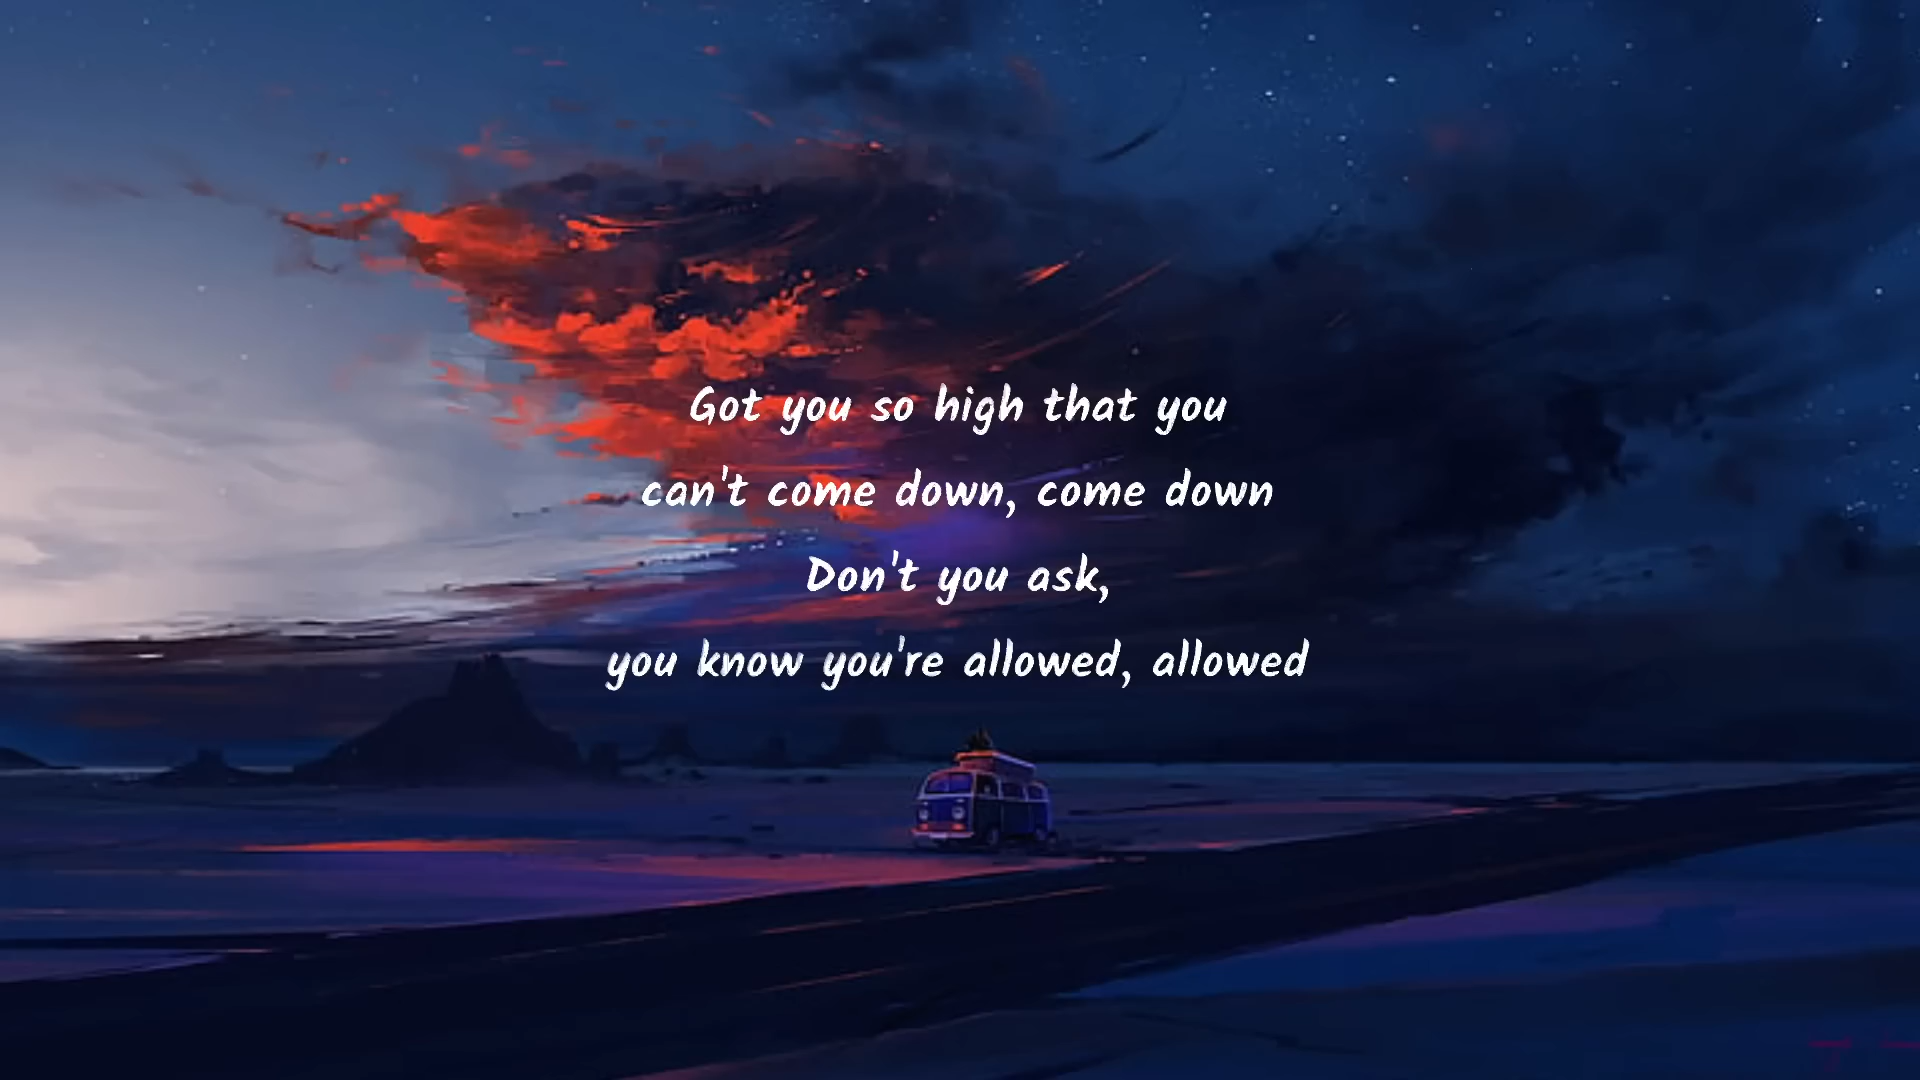 Got you so high that you
can't come down, come down
Don't you ask,
you know you're allowed, allowed